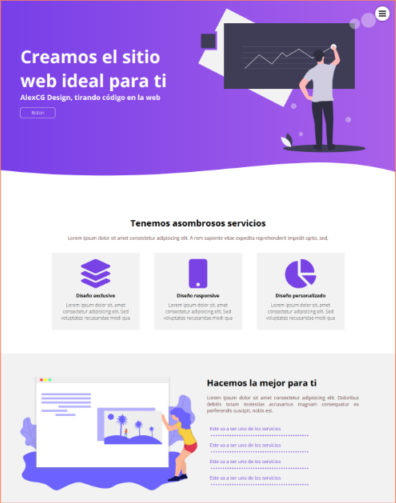 Creamos el sitio
web ideal para ti
AlexCG Design, tirando código en la web
Botón
Tenemos asombrosos servicios
Lorem ipsum dolor sit amet consectetur adipisicing elit. A rem sapiente vitae expedita reprehenderit impedit optio, sed.
Diseño exclusivo
Lorem ipsum dolor sit amet,
consectetur adipisicing elit. Sed
voluptates recusandae modi quia
Diseño responsive
Lorem ipsum dolor sit amet,
consectetur adipisicing elit. Sed
voluptates recusandae modi quia
Diseño personalizado
Lorem ipsum dolor sit amet,
consectetur adipisicing elit. Sed
voluptates recusandae modi quia
Hacemos la mejor para ti
Lorem ipsum dolor sit amet consectetur adipisicing elit. Doloribus
debitis totam molestias accusamus magnam consequatur ex
perferendis suscipit, nobis est.
Este va a ser uno de los servicios
Este va a ser uno de los servicios
Este va a ser uno de los servicios
Este va a ser uno de los servicios